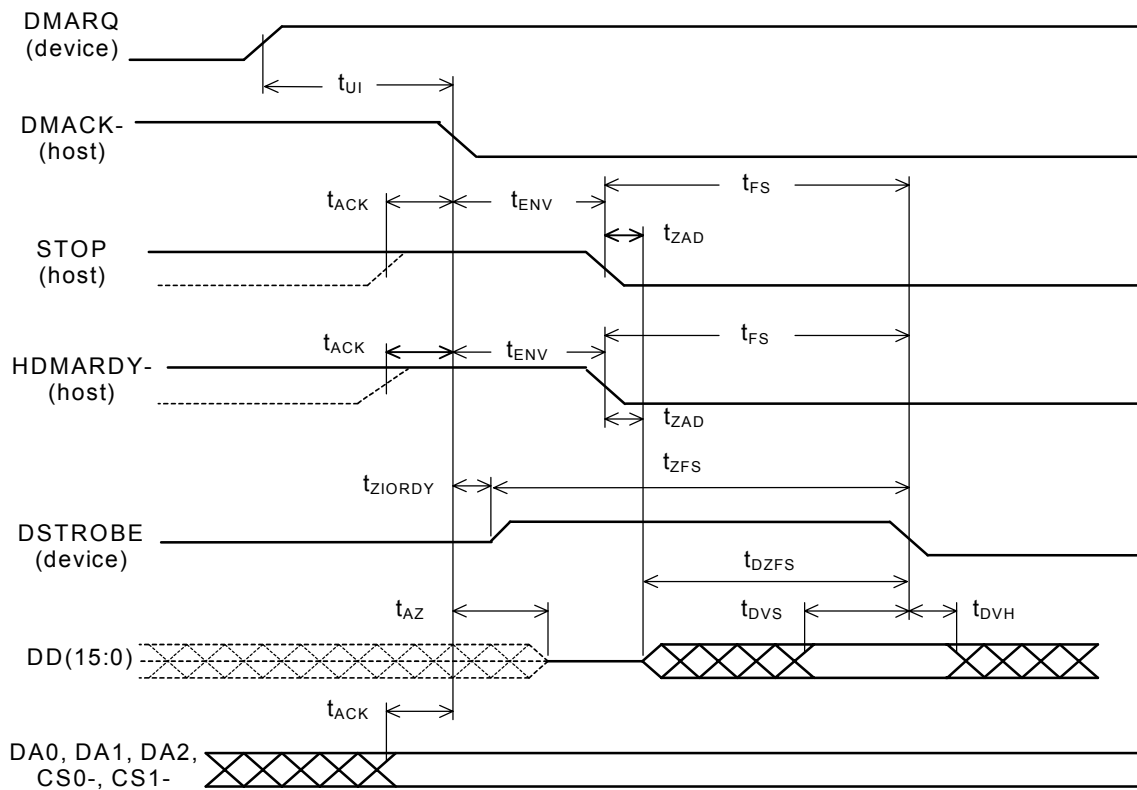 DMARQ
(device)
tUI
DMACK-
(host)
tACK
tENV
tFS
tZAD
STOP
(host)
tACK
tENV
tFS
HDMARDY-
(host)
tZAD
tZFS
tZIORDY
DSTROBE
(device)
tDZFS
tAZ
tDVS
tDVH
DD(15:0)
tACK
DA0, DA1, DA2,
CS0-, CS1-